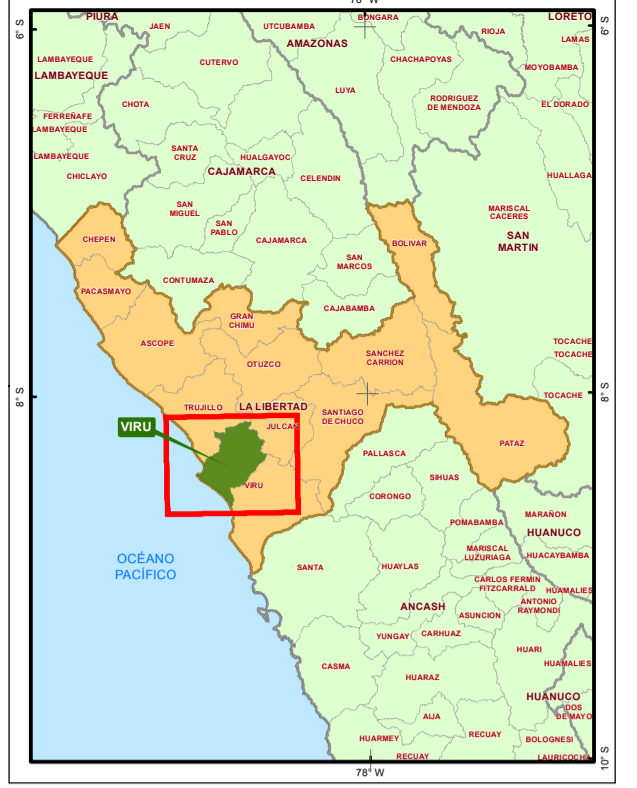 78° W
PIURA
BONGARA
LORETO
6° S
JAEN
UTCUBAMBA
RIOJA
6° S
AMAZONAS
LAMAS
LAMBAYEQUE
CUTERVO
CHACHAPOYAS
MOYOBAMBA
LAMBAYEQUE
LUYA
CHOTA
RODRIGUEZ
DE MENDOZA
EL DORADO
FERREÑAFE
LAMBAYEQUE
SANTA
CRUZ
HUALGAYOC
LAMBAYEQUE
CAJAMARCA
CHICLAYO
CELENDIN
HUALLAGA
SAN
MIGUEL
MARISCAL
CACERES
SAN
PABLO
SAN
MARTIN
CHEPEN
CAJAMARCA
BOLIVAR
SAN
MARCOS
CONTUMAZA
PACASMAYO
CAJABAMBA
GRAN
CHIMU
ASCOPE
TOCACHE
SANCHEZ
CARRION
TOCACHE
OTUZCO
8° S
8° S
TOCACHE
TRUJILLO
LA LIBERTAD
SANTIAGO
DE CHUCO
VIRU
JULCAN
PATAZ
PALLASCA
SIHUAS
VIRU
CORONGO
MARAÑON
POMABAMBA
HUANUCO
OCÉANO
PACÍFICO
MARISCAL
LUZURIAGA
HUACAYBAMBA
SANTA
HUAYLAS
CARLOS FERMIN
FITZCARRALD
HUAMALIES
ANCASH
ANTONIO
RAYMONDI
ASUNCION
YUNGAY
CARHUAZ
HUARI
CASMA
HUAMALIES
HUARAZ
HUANUCO
AIJA
DOS
DE MAYO
HUARMEY
RECUAY
BOLOGNESI
RECUAY
LAURICOCHA
10° S
78° W